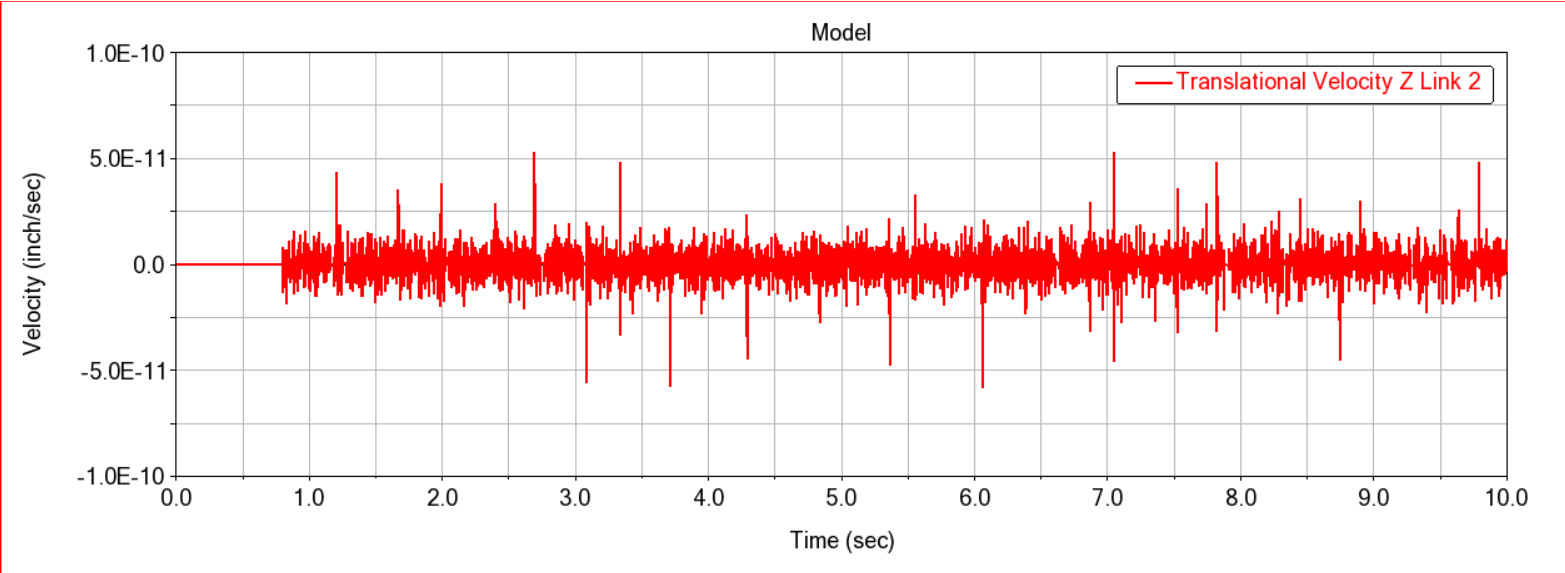 Model
Translational Velocity Z Link 2
Velocity (inch/sec)
1.0E-10
5.0E-11
0.0
-5.0E-11
-1.0E-10
0.0 1.0 2.0 3.0 4.0 5.0 6.0 7.0 8.0 9.0 10.0
Time (sec)